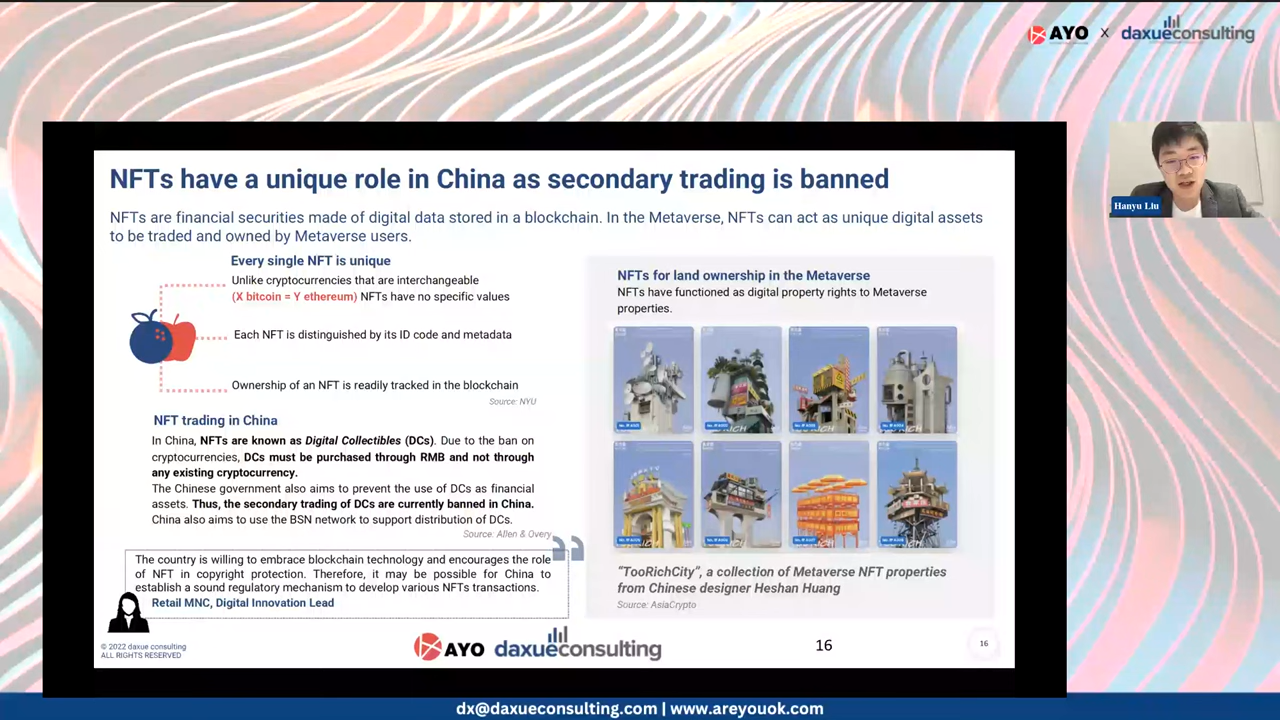 AYO X daxueconsulting
NFTs have a unique role in China as secondary trading is banned
NFTs are financial securities made of digital data stored in a blockchain. In the Metaverse, NFTs can act as unique digital assets
to be traded and owned by Metaverse users.
Every single NFT is unique
Unlike cryptocurrencies that are interchangeable
(X bitcoin = Y ethereum) NFTs have no specific values
Each NFT is distinguished by its ID code and metadata
Ownership of an NFT is readily tracked in the blockchain
Source: NYU
NFT trading in China
In China, NFTs are known as Digital Collectibles (DCs). Due to the ban on
cryptocurrencies, DCs must be purchased through RMB and not through
any existing cryptocurrency.
The Chinese government also aims to prevent the use of DCs as financial
assets. Thus, the secondary trading of DCs are currently banned in China.
China also aims to use the BSN network to support distribution of DCs.
Source: Allen & Overy
The country is willing to embrace blockchain technology and encourages the role
of NFT in copyright protection. Therefore, it may be possible for China to
establish a sound regulatory mechanism to develop various NFTs transactions.
Retail MNC, Digital Innovation Lead
NFTs for land ownership in the Metaverse
NFTs have functioned as digital property rights to Metaverse
properties.
"TooRichCity", a collection of Metaverse NFT properties
from Chinese designer Heshan Huang
Source: AsiaCrypto
© 2022 daxue consulting
ALL RIGHTS RESERVED
AYO daxueconsulting
16
16
Hanyu Liu
dx@daxueconsulting.com | www.areyouok.com